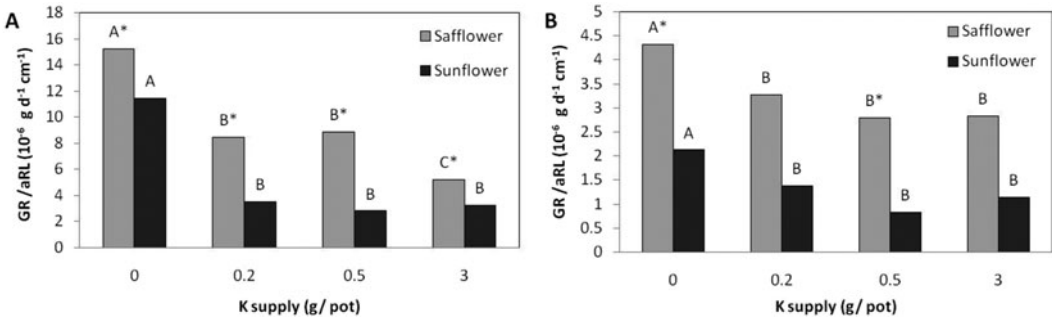 A
GR/aRL (10⁻⁶ g d⁻¹ cm⁻¹)
18
16
14
12
10
8
6
4
2
0
A* A
B* B
B* B
C* B
Safflower
Sunflower
0 0.2 0.5 3
K supply (g/ pot)
B
GR/aRL (10⁻⁶ g d⁻¹ cm⁻¹)
5
4.5
4
3.5
3
2.5
2
1.5
1
0.5
0
A* A
B B
B* B
B B
Safflower
Sunflower
0 0.2 0.5 3
K supply (g/ pot)